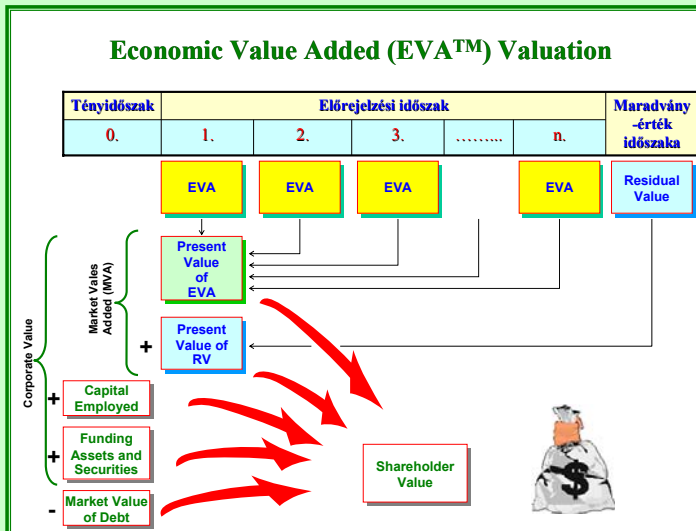 Economic Value Added (EVA™) Valuation
Tényidőszak
Előrejelzési időszak
Maradvány
-érték
időszaka
0.
1.
2.
3.
………...
n.
EVA
EVA
EVA
EVA
Residual
Value
Present
Value
of
EVA
Market Vales
Added (MVA)
Corporate Value
+
Present
Value of
RV
+
Capital
Employed
+
Funding
Assets and
Securities
Shareholder
Value
$
-
Market Value
of Debt